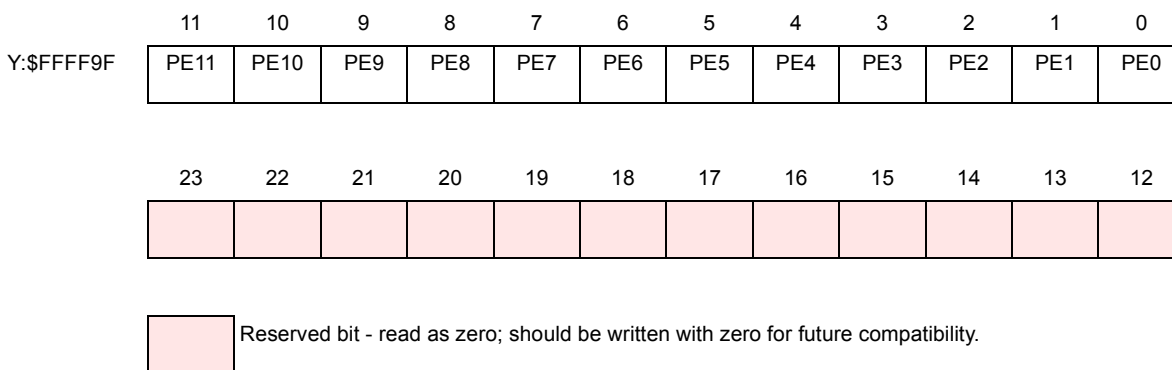 11 10 9 8 7 6 5 4 3 2 1 0
Y:$FFFF9F PE11 PE10 PE9 PE8 PE7 PE6 PE5 PE4 PE3 PE2 PE1 PE0
23 22 21 20 19 18 17 16 15 14 13 12
Reserved bit - read as zero; should be written with zero for future compatibility.